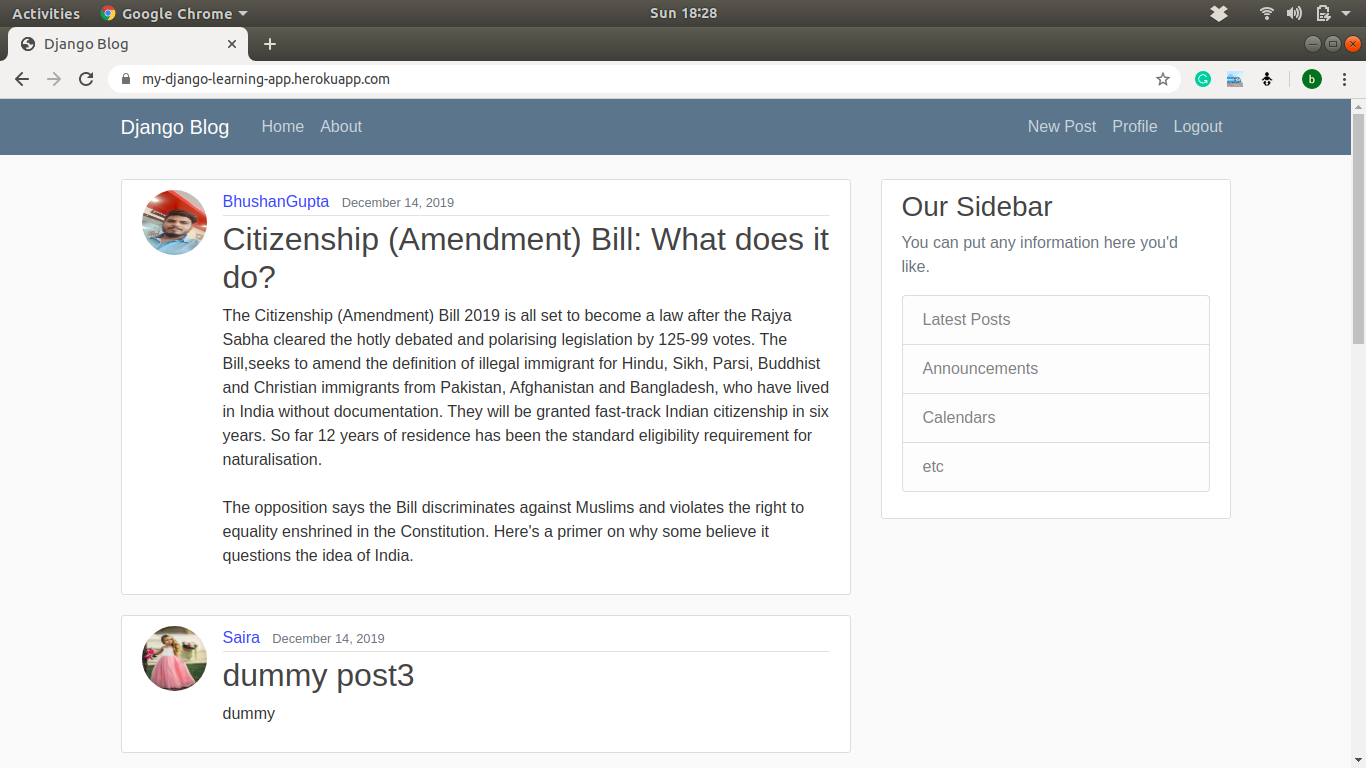 Activities Google Chrome Sun 18:28
Django Blog
my-django-learning-app.herokuapp.com b
Django Blog Home About New Post Profile Logout
BhushanGupta December 14, 2019
Citizenship (Amendment) Bill: What does it
do?
The Citizenship (Amendment) Bill 2019 is all set to become a law after the Rajya
Sabha cleared the hotly debated and polarising legislation by 125-99 votes. The
Bill,seeks to amend the definition of illegal immigrant for Hindu, Sikh, Parsi, Buddhist
and Christian immigrants from Pakistan, Afghanistan and Bangladesh, who have lived
in India without documentation. They will be granted fast-track Indian citizenship in six
years. So far 12 years of residence has been the standard eligibility requirement for
naturalisation.
The opposition says the Bill discriminates against Muslims and violates the right to
equality enshrined in the Constitution. Here's a primer on why some believe it
questions the idea of India.
Saira December 14, 2019
dummy post3
dummy
Our Sidebar
You can put any information here you'd
like.
Latest Posts
Announcements
Calendars
etc